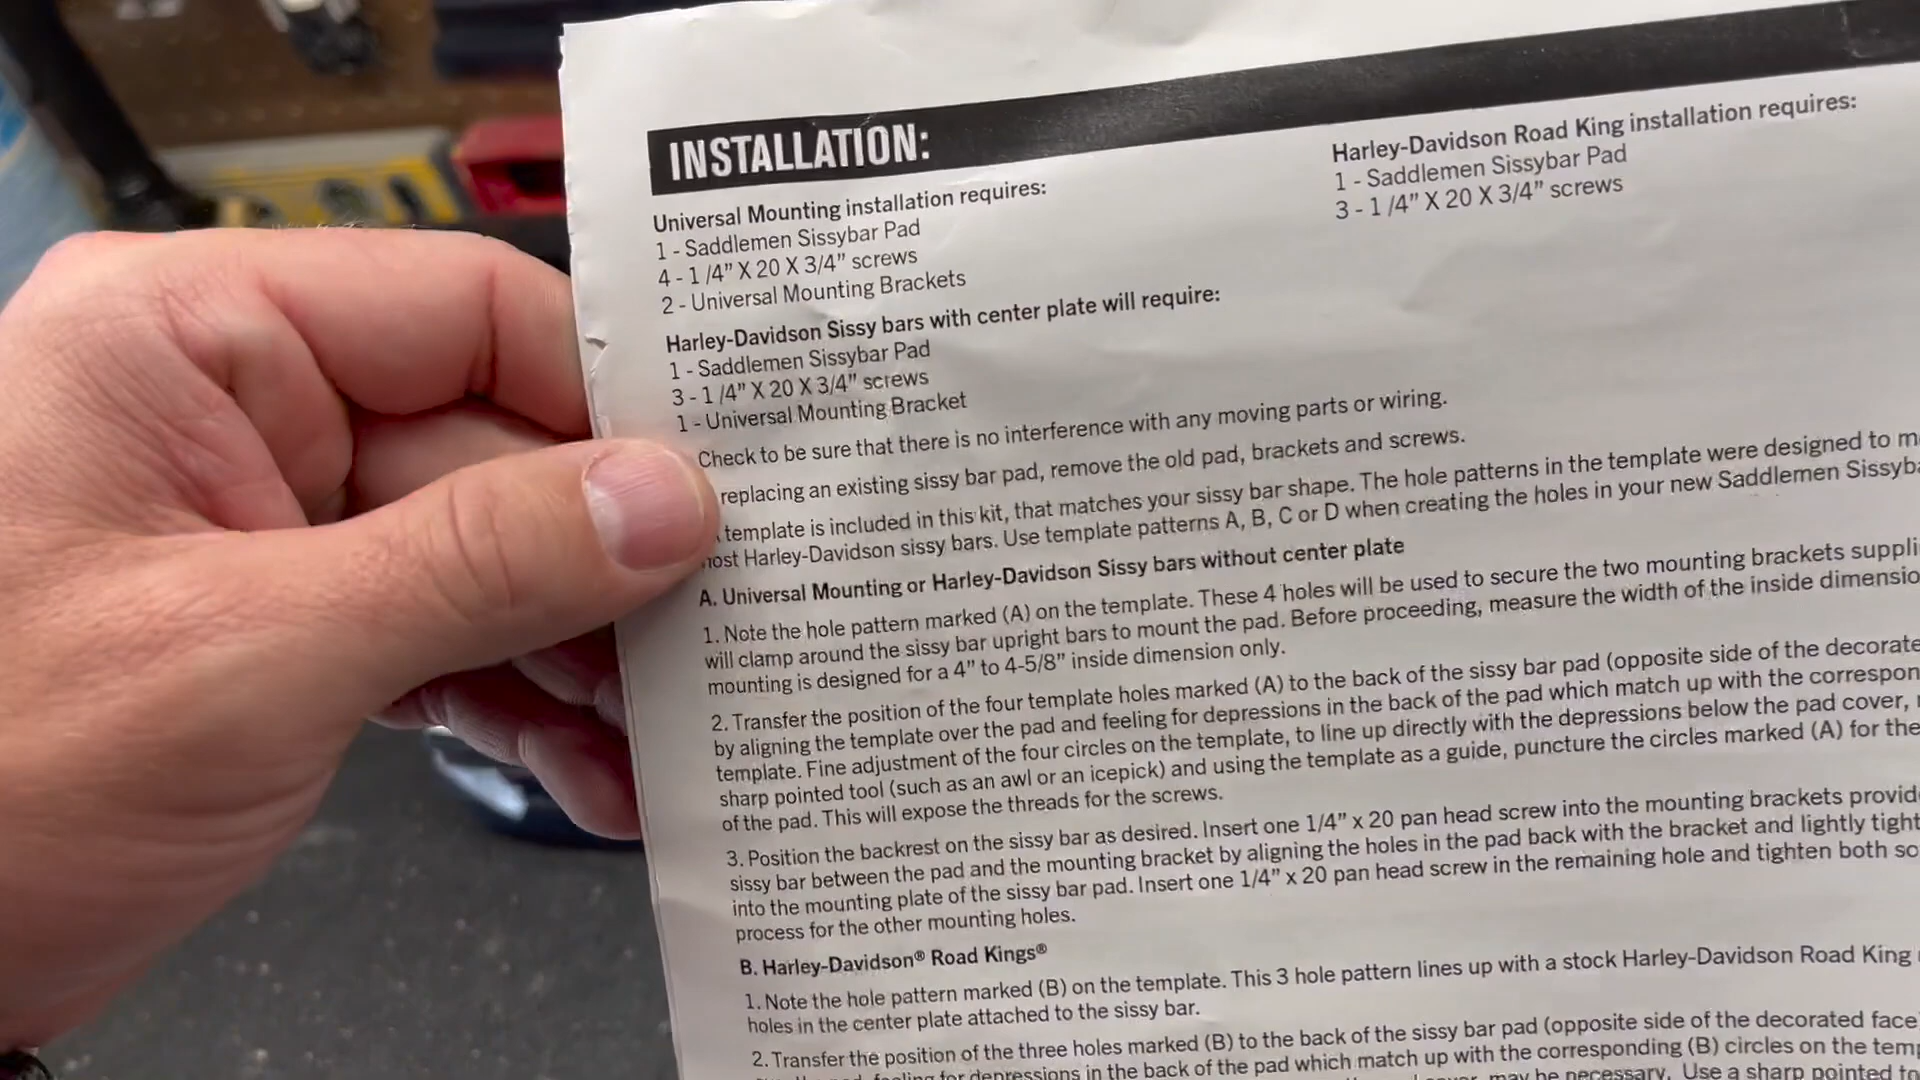 INSTALLATION:
Universal Mounting installation requires:
1 - Saddlemen Sissybar Pad
4 - 1 /4” X 20 X 3/4” screws
2 - Universal Mounting Brackets
Harley-Davidson Road King installation requires:
1 - Saddlemen Sissybar Pad
3 - 1 /4” X 20 X 3/4” screws
Harley-Davidson Sissy bars with center plate will require:
1 - Saddlemen Sissybar Pad
3 - 1 /4” X 20 X 3/4” screws
1 - Universal Mounting Bracket
Check to be sure that there is no interference with any moving parts or wiring.
replacing an existing sissy bar pad, remove the old pad, brackets and screws.
template is included in this kit, that matches your sissy bar shape. The hole patterns in the template were designed to
Harley-Davidson sissy bars. Use template patterns A, B, C or D when creating the holes in your new Saddlemen
A. Universal Mounting or Harley-Davidson Sissy bars without center plate
1. Note the hole pattern marked (A) on the template. These 4 holes will be used to secure the two mounting brackets
will clamp around the sissy bar upright bars to mount the pad. Before proceeding, measure the width of the inside
mounting is designed for a 4” to 4-5/8” inside dimension only.
2. Transfer the position of the four template holes marked (A) to the back of the sissy bar pad (opposite side of the
by aligning the template over the pad and feeling for depressions in the back of the pad which match up with the
template. Fine adjustment of the four circles on the template, to line up directly with the depressions below the pad cover,
sharp pointed tool (such as an awl or an icepick) and using the template as a guide, puncture the circles marked (A) for the
of the pad. This will expose the threads for the screws.
3. Position the backrest on the sissy bar as desired. Insert one 1/4” x 20 pan head screw into the mounting brackets
sissy bar between the pad and the mounting bracket by aligning the holes in the pad back with the bracket and lightly
into the mounting plate of the sissy bar pad. Insert one 1/4” x 20 pan head screw in the remaining hole and tighten both
process for the other mounting holes.
B. Harley-Davidson® Road Kings®
1. Note the hole pattern marked (B) on the template. This 3 hole pattern lines up with a stock Harley-Davidson Road King
holes in the center plate attached to the sissy bar.
2. Transfer the position of the three holes marked (B) to the back of the sissy bar pad (opposite side of the decorated face)
depressions in the back of the pad which match up with the corresponding (B) circles on the
may be necessary. Use a sharp pointed